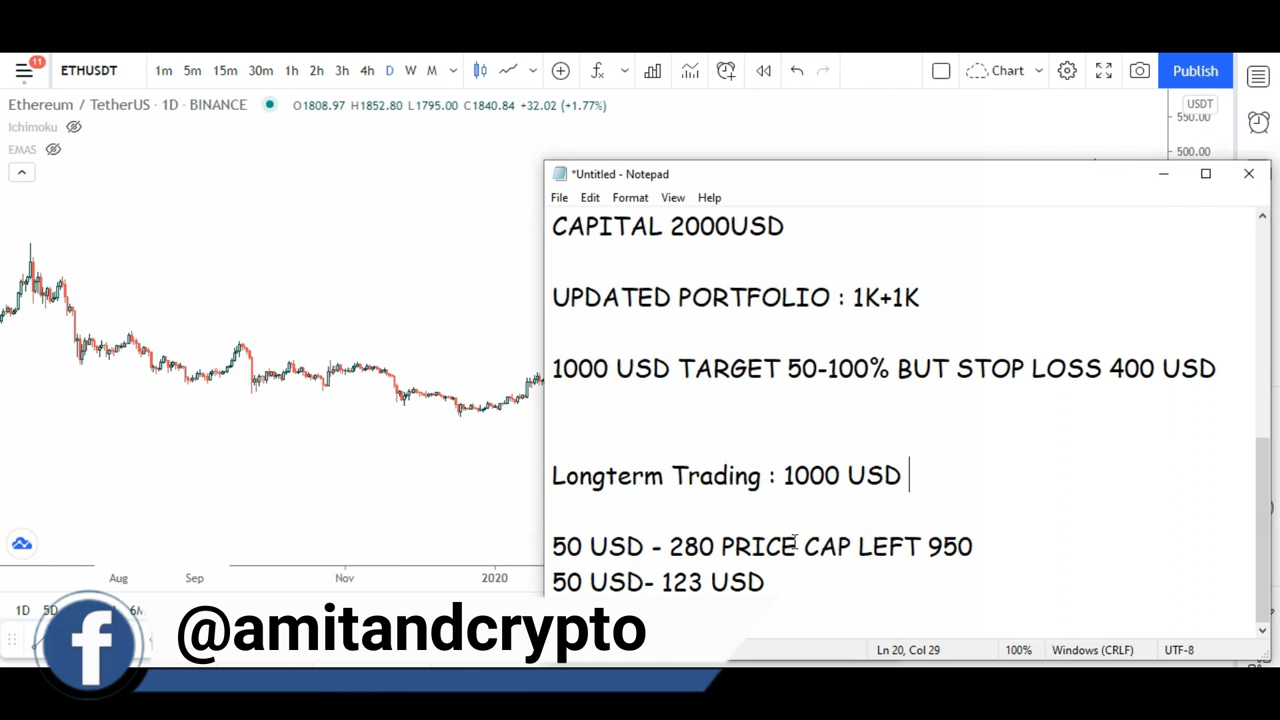 11
ETHUSDT
1m 5m 15m 30m 1h 2h 3h 4h D W M
Chart
Publish
Ethereum / TetherUS · 1D · BINANCE
O1808.97 H1852.80 L1795.00 C1840.84 +32.02 (+1.77%)
USDT
Ichimoku
EMAS
550.00
500.00
*Untitled - Notepad
File Edit Format View Help
CAPITAL 2000USD
UPDATED PORTFOLIO : 1K+1K
1000 USD TARGET 50-100% BUT STOP LOSS 400 USD
Longterm Trading : 1000 USD
50 USD - 280 PRICE CAP LEFT 950
50 USD- 123 USD
Aug Sep Nov 2020
1D 5D
@amitandcrypto
Ln 20, Col 29 100% Windows (CRLF) UTF-8